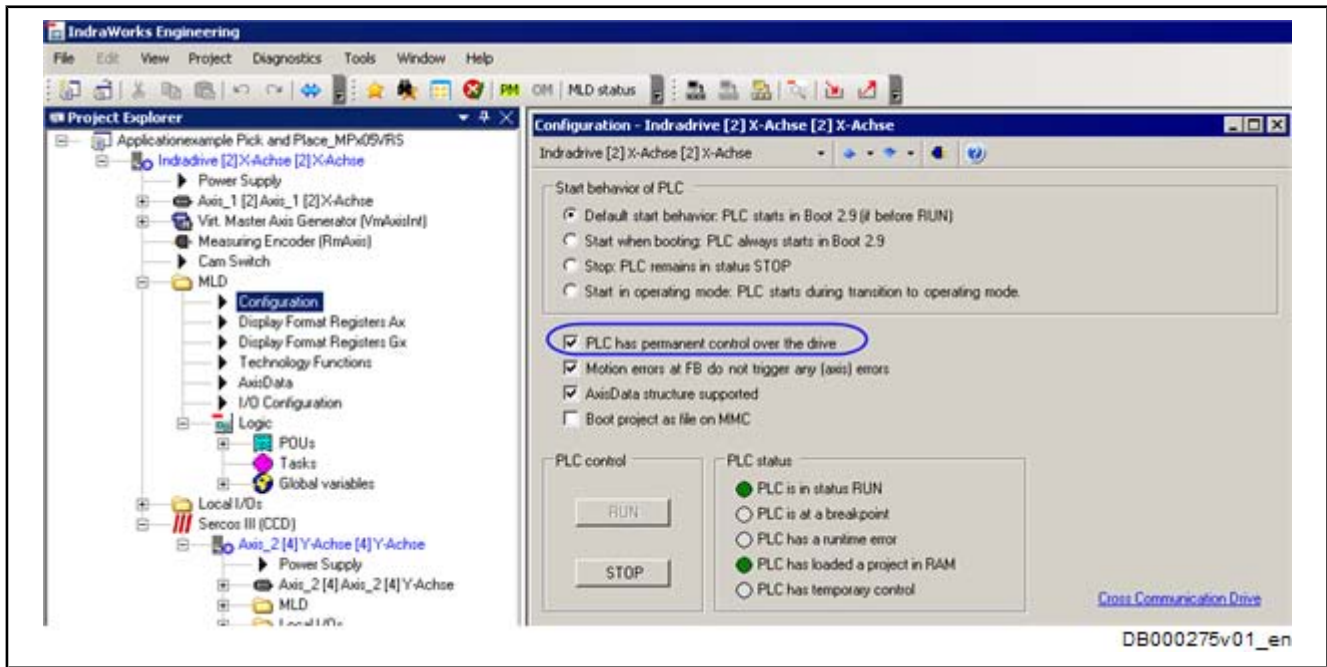 IndraWorks Engineering
File Edit View Project Diagnostics Tools Window Help
PM OM MLD status
Project Explorer
Applicationexample Pick and Place_MPx05VRS
Indradrive [2] X-Achse [2] X-Achse
Power Supply
Axis_1 [2] Axis_1 [2] X-Achse
Virt. Master Axis Generator (VmAxisInt)
Measuring Encoder (RmAxis)
Cam Switch
MLD
Configuration
Display Format Registers Ax
Display Format Registers Gx
Technology Functions
AxisData
I/O Configuration
Logic
POUs
Tasks
Global variables
Local I/Os
Sercos III (CCD)
Axis_2 [4] Y-Achse [4] Y-Achse
Power Supply
Axis_2 [4] Axis_2 [4] Y-Achse
MLD
Local I/Os
Configuration - Indradrive [2] X-Achse [2] X-Achse
Indradrive [2] X-Achse [2] X-Achse
Start behavior of PLC
Default start behavior: PLC starts in Boot 2.9 (if before RUN)
Start when booting: PLC always starts in Boot 2.9
Stop: PLC remains in status STOP
Start in operating mode: PLC starts during transition to operating mode.
PLC has permanent control over the drive
Motion errors at FB do not trigger any (axis) errors
AxisData structure supported
Boot project as file on MMC
PLC control
RUN
STOP
PLC status
PLC is in status RUN
PLC is at a breakpoint
PLC has a runtime error
PLC has loaded a project in RAM
PLC has temporary control
Cross Communication Drive
DB000275v01_en